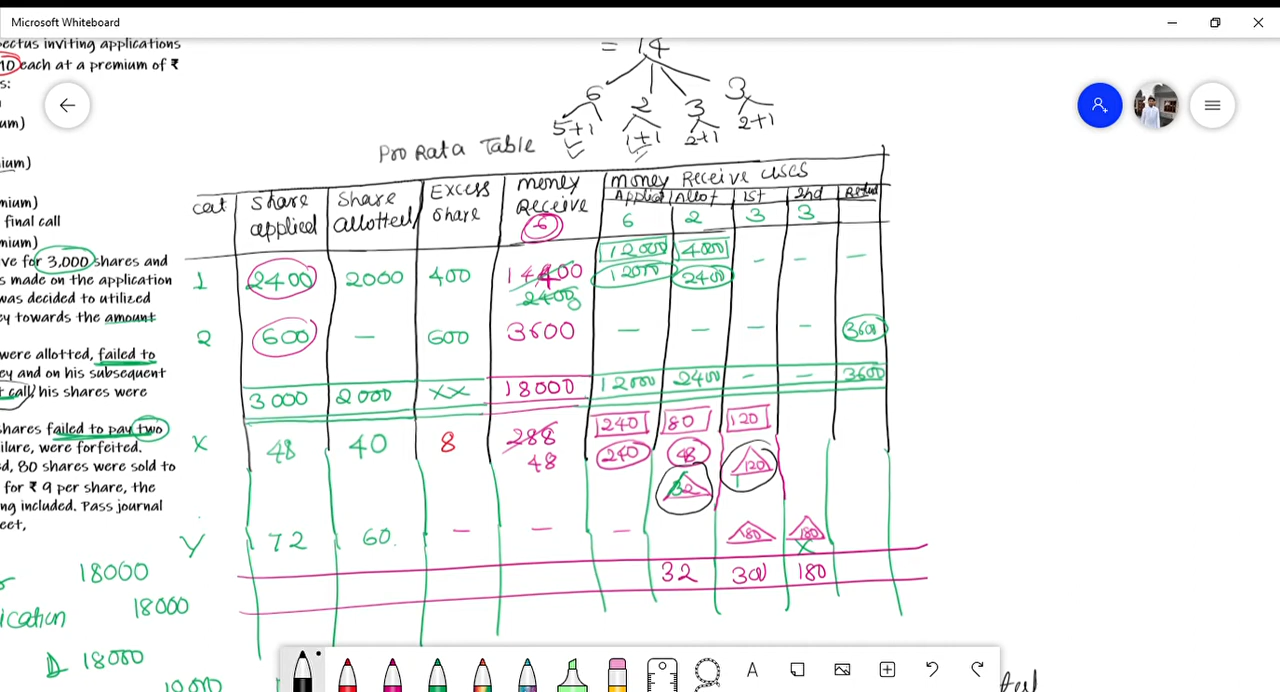 Microsoft Whiteboard
ectus inviting applications
10 each at a premium of ₹
s:
um)
ium)
nium)
final call
nium)
ve for 3,000 shares and
s made on the application
was decided to utilized
ey towards the amount
were allotted, failed to
ey and on his subsequent
t call, his shares were
shares failed to pay two
ilure, were forfeited.
d, 80 shares were sold to
for ₹ 9 per share, the
ng included. Pass journal
eet,
= 14
6 2 3 3
5+1 1+1 2+1 2+1
Pro Rata Table
cat Share applied Share allotted Excess Share money Receive 6 money Receive uses
Applied Allot 1st 2nd
6 2 3 3
12000 4000
1 2400 2000 400 14400 12000 2400 - - -
2400
2 600 - 600 3600 - - - - 3600
3000 2000 XX 18000 12000 2400 - - 3600
240 80 120
X 48 40 8 288 240 48 120
48
32
Y 72 60. - - - 180 180
X
32 300 180
18000
ication 18000
18000
A